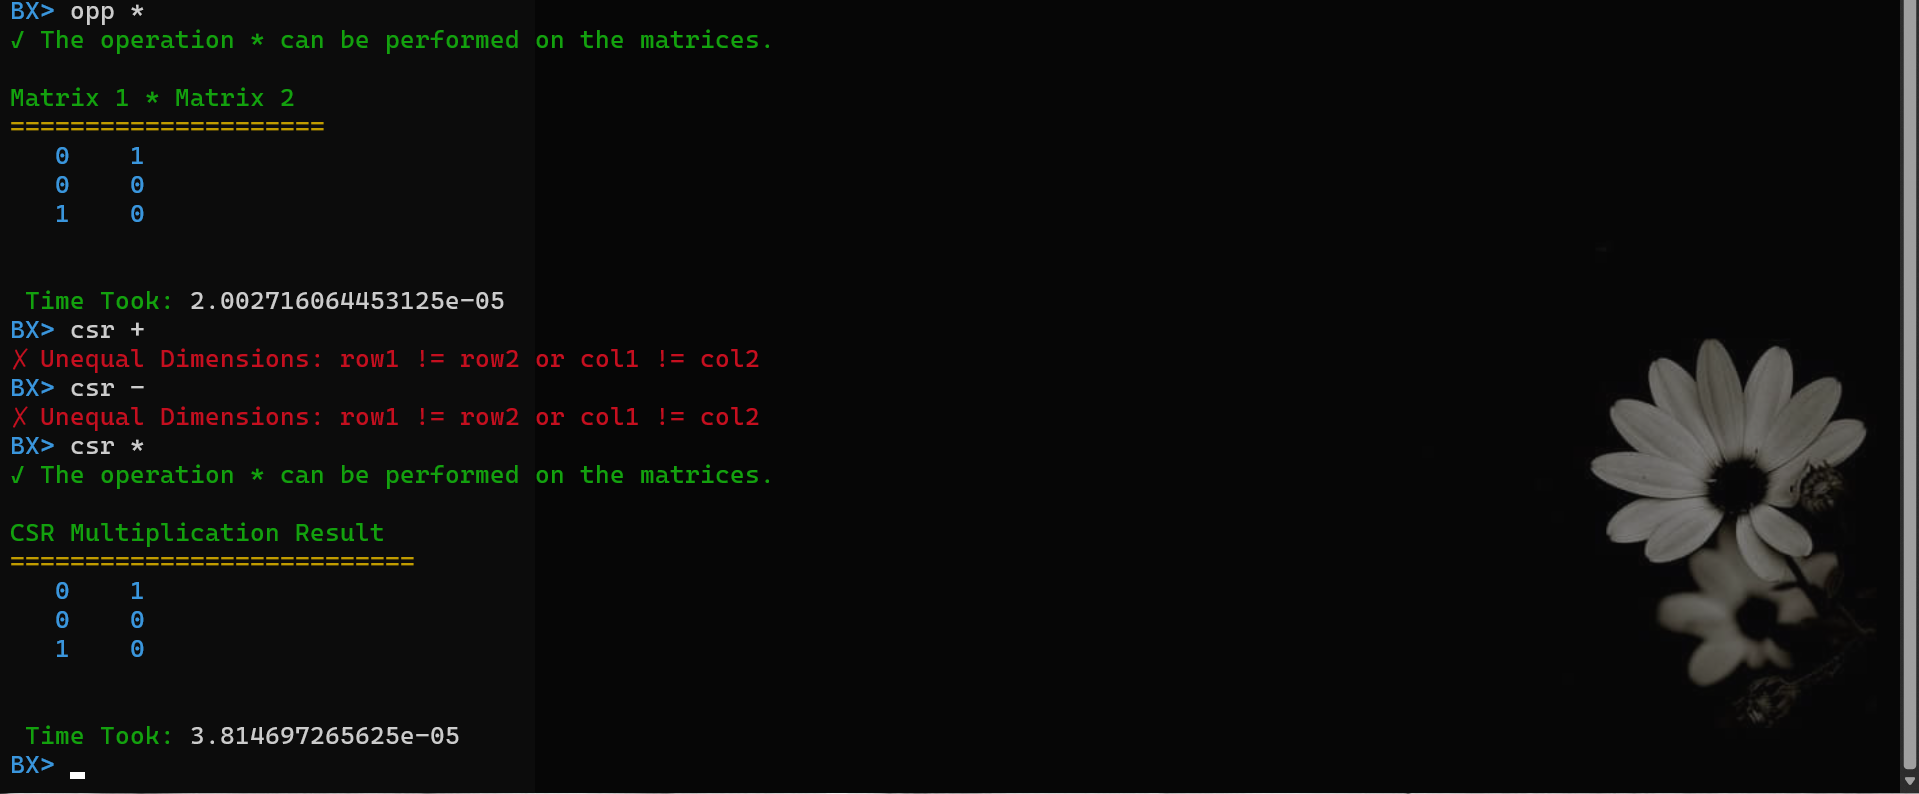 BX> opp *
√ The operation * can be performed on the matrices.
Matrix 1 * Matrix 2
=====================
0 1
0 0
1 0
Time Took: 2.002716064453125e-05
BX> csr +
╳ Unequal Dimensions: row1 != row2 or col1 != col2
BX> csr -
╳ Unequal Dimensions: row1 != row2 or col1 != col2
BX> csr *
√ The operation * can be performed on the matrices.
CSR Multiplication Result
===========================
0 1
0 0
1 0
Time Took: 3.814697265625e-05
BX>